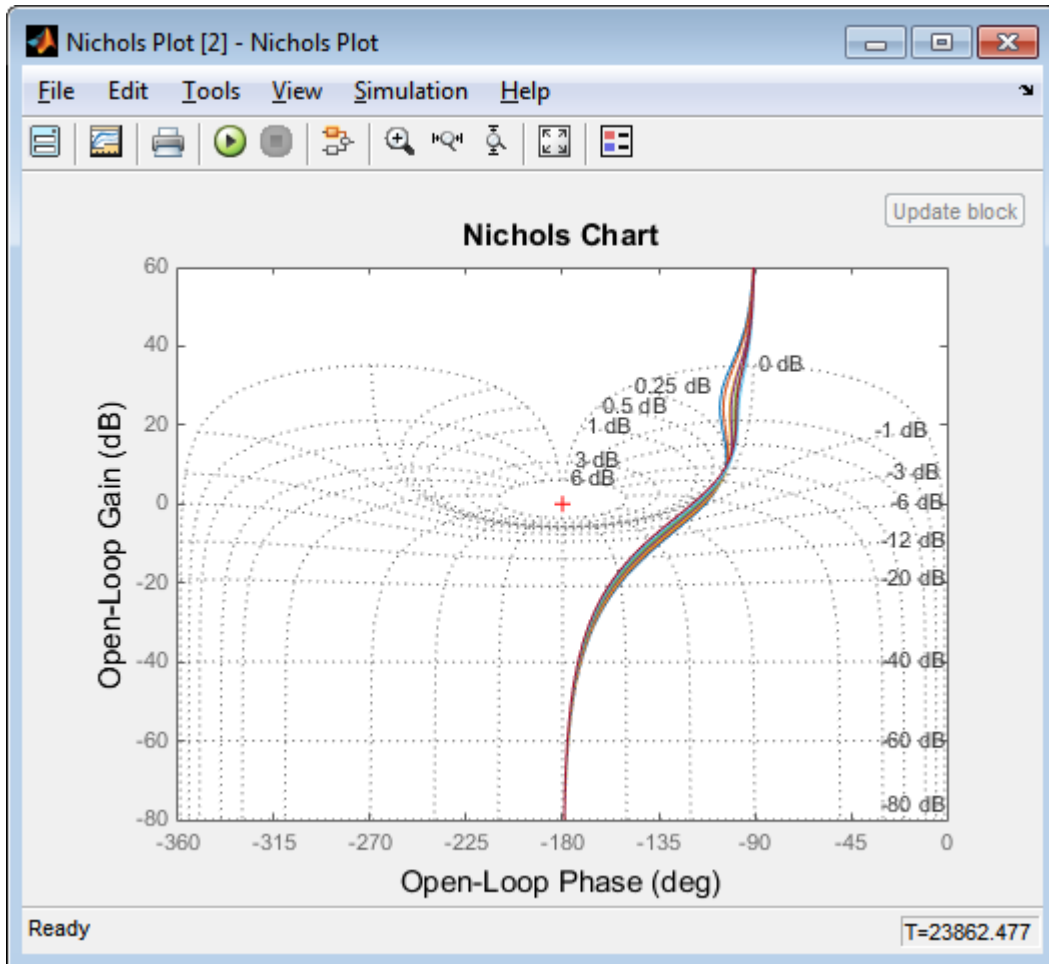 Nichols Plot [2] - Nichols Plot
File Edit Tools View Simulation Help
Update block
Nichols Chart
Open-Loop Gain (dB)
60
40
20
0
-20
-40
-60
-80
0 dB
0.25 dB
0.5 dB
1 dB
-1 dB
3 dB
-3 dB
6 dB
-6 dB
-12 dB
-20 dB
-40 dB
-60 dB
-80 dB
-360 -315 -270 -225 -180 -135 -90 -45 0
Open-Loop Phase (deg)
Ready T=23862.477